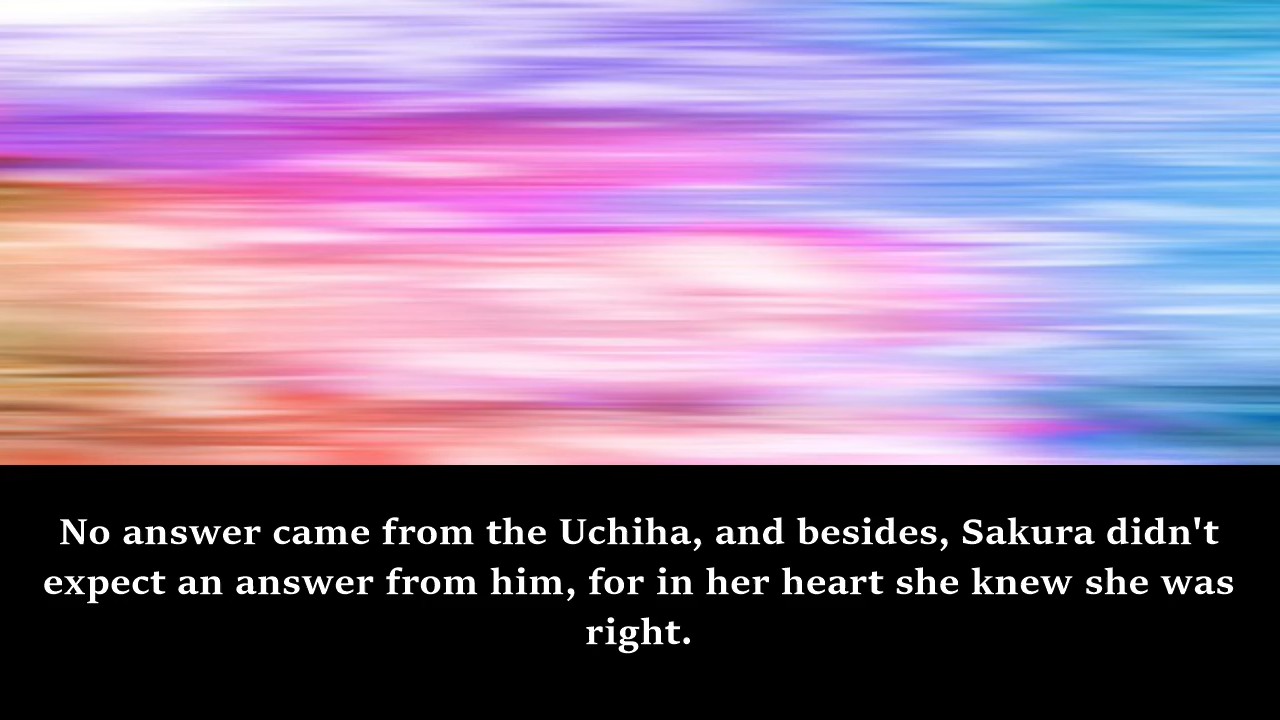 No answer came from the Uchiha, and besides, Sakura didn't
expect an answer from him, for in her heart she knew she was
right.